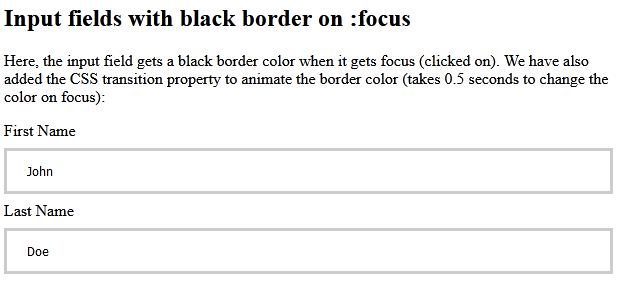 Input fields with black border on :focus
Here, the input field gets a black border color when it gets focus (clicked on). We have also
added the CSS transition property to animate the border color (takes 0.5 seconds to change the
color on focus):
First Name
John
Last Name
Doe